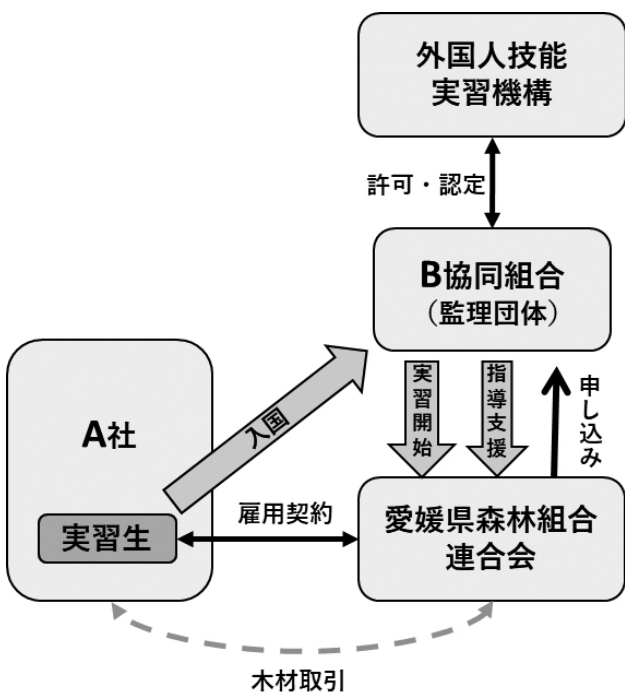 外国人技能
実習機構
許可・認定
B協同組合
（監理団体）
実習開始
指導支援
申し込み
入国
A社
実習生
雇用契約
愛媛県森林組合
連合会
木材取引